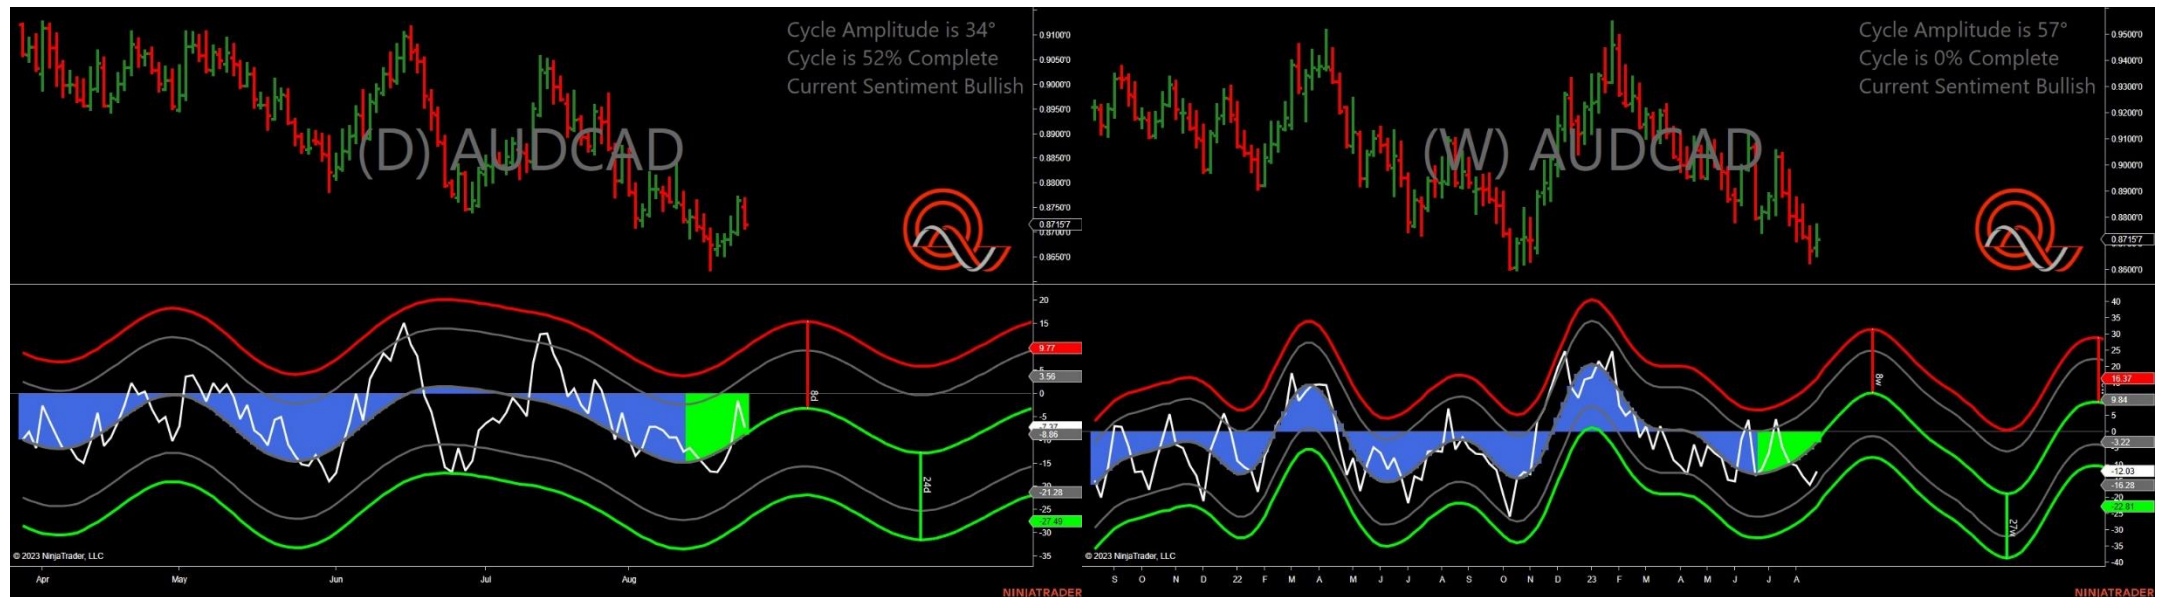 Cycle Amplitude is 34°
Cycle is 52% Complete
Current Sentiment Bullish
(D) AUDCAD
0.9100'0
0.9050'0
0.9000'0
0.8950'0
0.8900'0
0.8850'0
0.8800'0
0.8750'0
0.8715'7
0.8700'0
0.8650'0
20
15
9.77
3.56
0
-5
-7.37
-8.86
-15
-21.28
-25
-27.49
-30
-35
8d
24d
© 2023 NinjaTrader, LLC
Apr
May
Jun
Jul
Aug
NINJATRADER
Cycle Amplitude is 57°
Cycle is 0% Complete
Current Sentiment Bullish
(W) AUDCAD
0.9500'0
0.9400'0
0.9300'0
0.9200'0
0.9100'0
0.9000'0
0.8900'0
0.8800'0
0.8715'7
0.8600'0
40
35
30
25
20
16.37
9.84
5
0
-3.22
-12.03
-16.28
-22.81
-25
-30
-35
-40
8w
27w
© 2023 NinjaTrader, LLC
S O N D 22 F M A M J J A S O N D 23 F M A M J J A
NINJATRADER